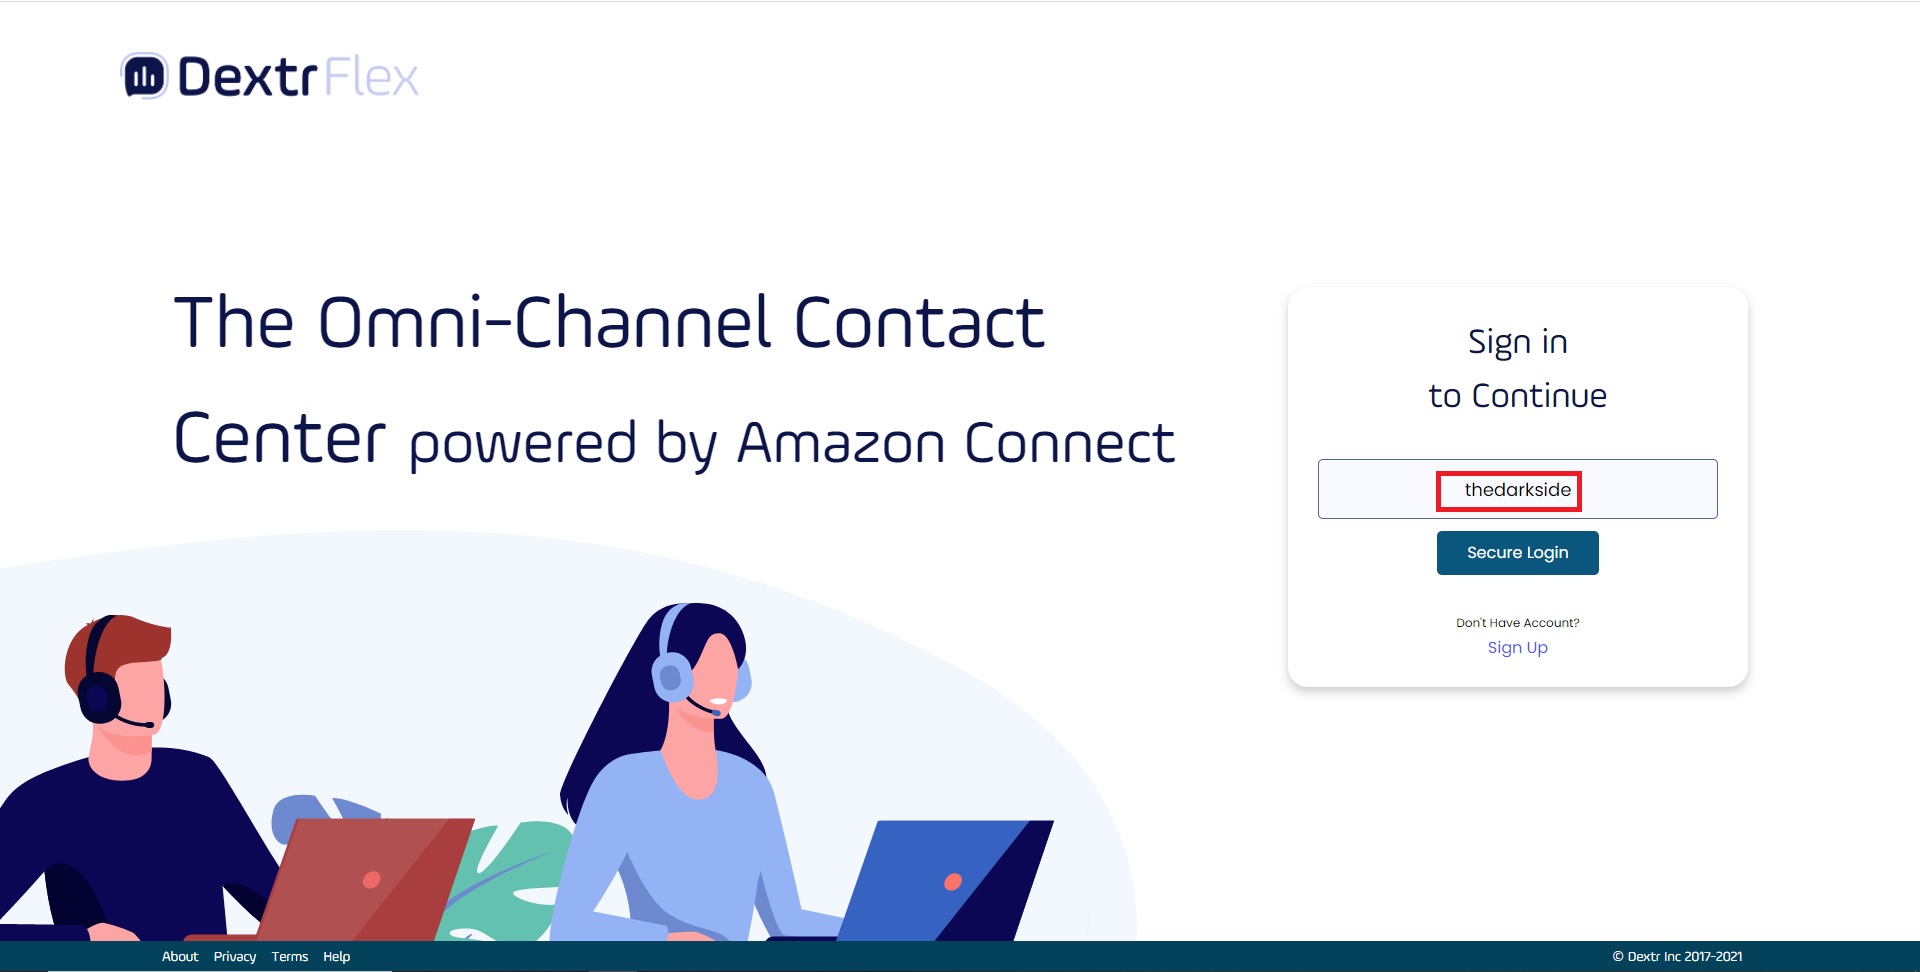 DextrFlex
The Omni-Channel Contact
Center powered by Amazon Connect
Sign in
to Continue
thedarkside
Secure Login
Don't Have Account?
Sign Up
About Privacy Terms Help
© Dextr Inc 2017-2021